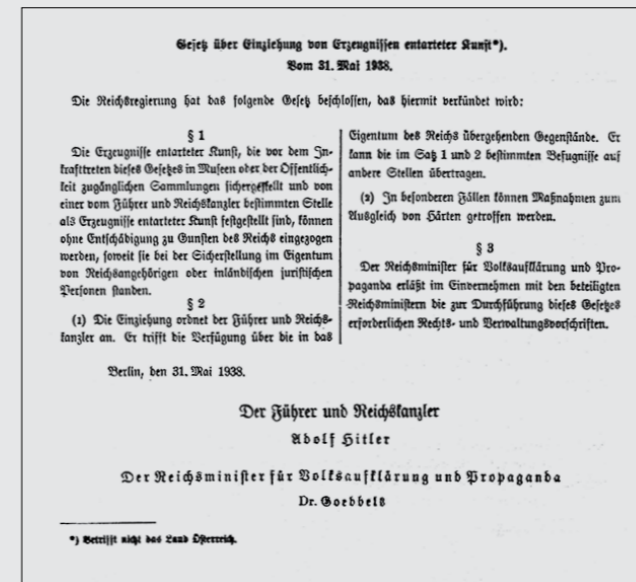 Gesetz über Einziehung von Erzeugnissen entarteter Kunst*).
Vom 31. Mai 1938.
Die Reichsregierung hat das folgende Gesetz beschlossen, das hiermit verkündet wird:
§ 1
Die Erzeugnisse entarteter Kunst, die vor dem In-
krafttreten dieses Gesetzes in Museen oder der Öffentlich-
keit zugänglichen Sammlungen sichergestellt und von
einer vom Führer und Reichskanzler bestimmten Stelle
als Erzeugnisse entarteter Kunst festgestellt sind, können
ohne Entschädigung zu Gunsten des Reichs eingezogen
werden, soweit sie bei der Sicherstellung im Eigentum
von Reichsangehörigen oder inländischen juristischen
Personen standen.
§ 2
(1) Die Einziehung ordnet der Führer und Reichs-
kanzler an. Er trifft die Verfügung über die in das
Eigentum des Reichs übergehenden Gegenstände. Er
kann die im Satz 1 und 2 bestimmten Befugnisse auf
andere Stellen übertragen.
(2) In besonderen Fällen können Maßnahmen zum
Ausgleich von Härten getroffen werden.
§ 3
Der Reichsminister für Volksaufklärung und Pro-
paganda erläßt im Einvernehmen mit den beteiligten
Reichsministern die zur Durchführung dieses Gesetzes
erforderlichen Rechts- und Verwaltungsvorschriften.
Berlin, den 31. Mai 1938.
Der Führer und Reichskanzler
Adolf Hitler
Der Reichsminister für Volksaufklärung und Propaganda
Dr. Goebbels
*) Betrifft nicht das Land Österreich.